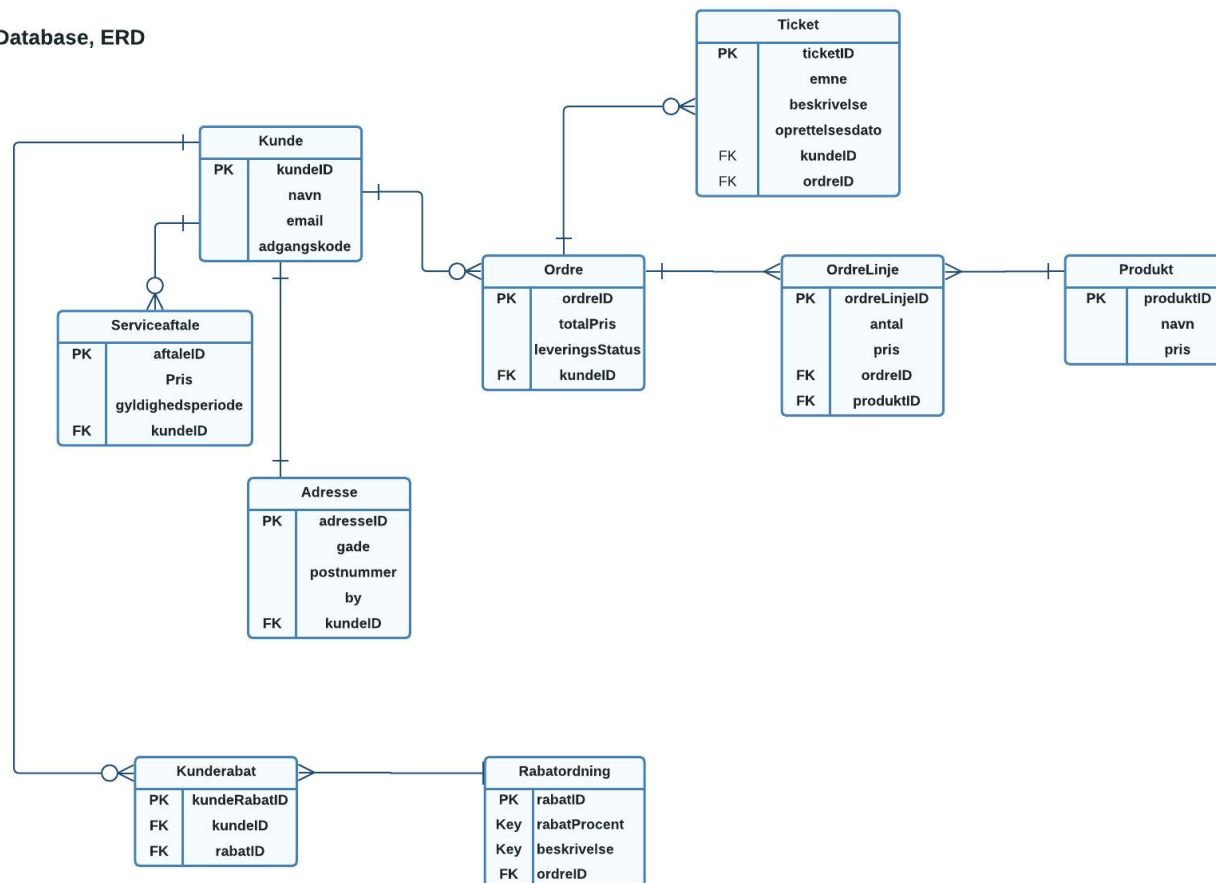 Database, ERD
Ticket
PK ticketID
emne
beskrivelse
oprettelsesdato
FK kundeID
FK ordreID
Kunde
PK kundeID
navn
email
adgangskode
Ordre
PK ordreID
totalPris
leveringsStatus
FK kundeID
OrdreLinje
PK ordreLinjeID
antal
pris
FK ordreID
FK produktID
Produkt
PK produktID
navn
pris
Serviceaftale
PK aftaleID
Pris
gyldighedsperiode
FK kundeID
Adresse
PK adresseID
gade
postnummer
by
FK kundeID
Kunderabat
PK kundeRabatID
FK kundeID
FK rabatID
Rabatordning
PK rabatID
Key rabatProcent
Key beskrivelse
FK ordreID